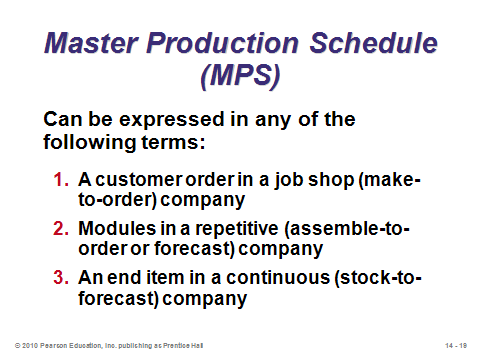 Master Production Schedule
(MPS)
Can be expressed in any of the
following terms:
1. A customer order in a job shop (make-
to-order) company
2. Modules in a repetitive (assemble-to-
order or forecast) company
3. An end item in a continuous (stock-to-
forecast) company
© 2010 Pearson Education, Inc. publishing as Prentice Hall
14 - 19